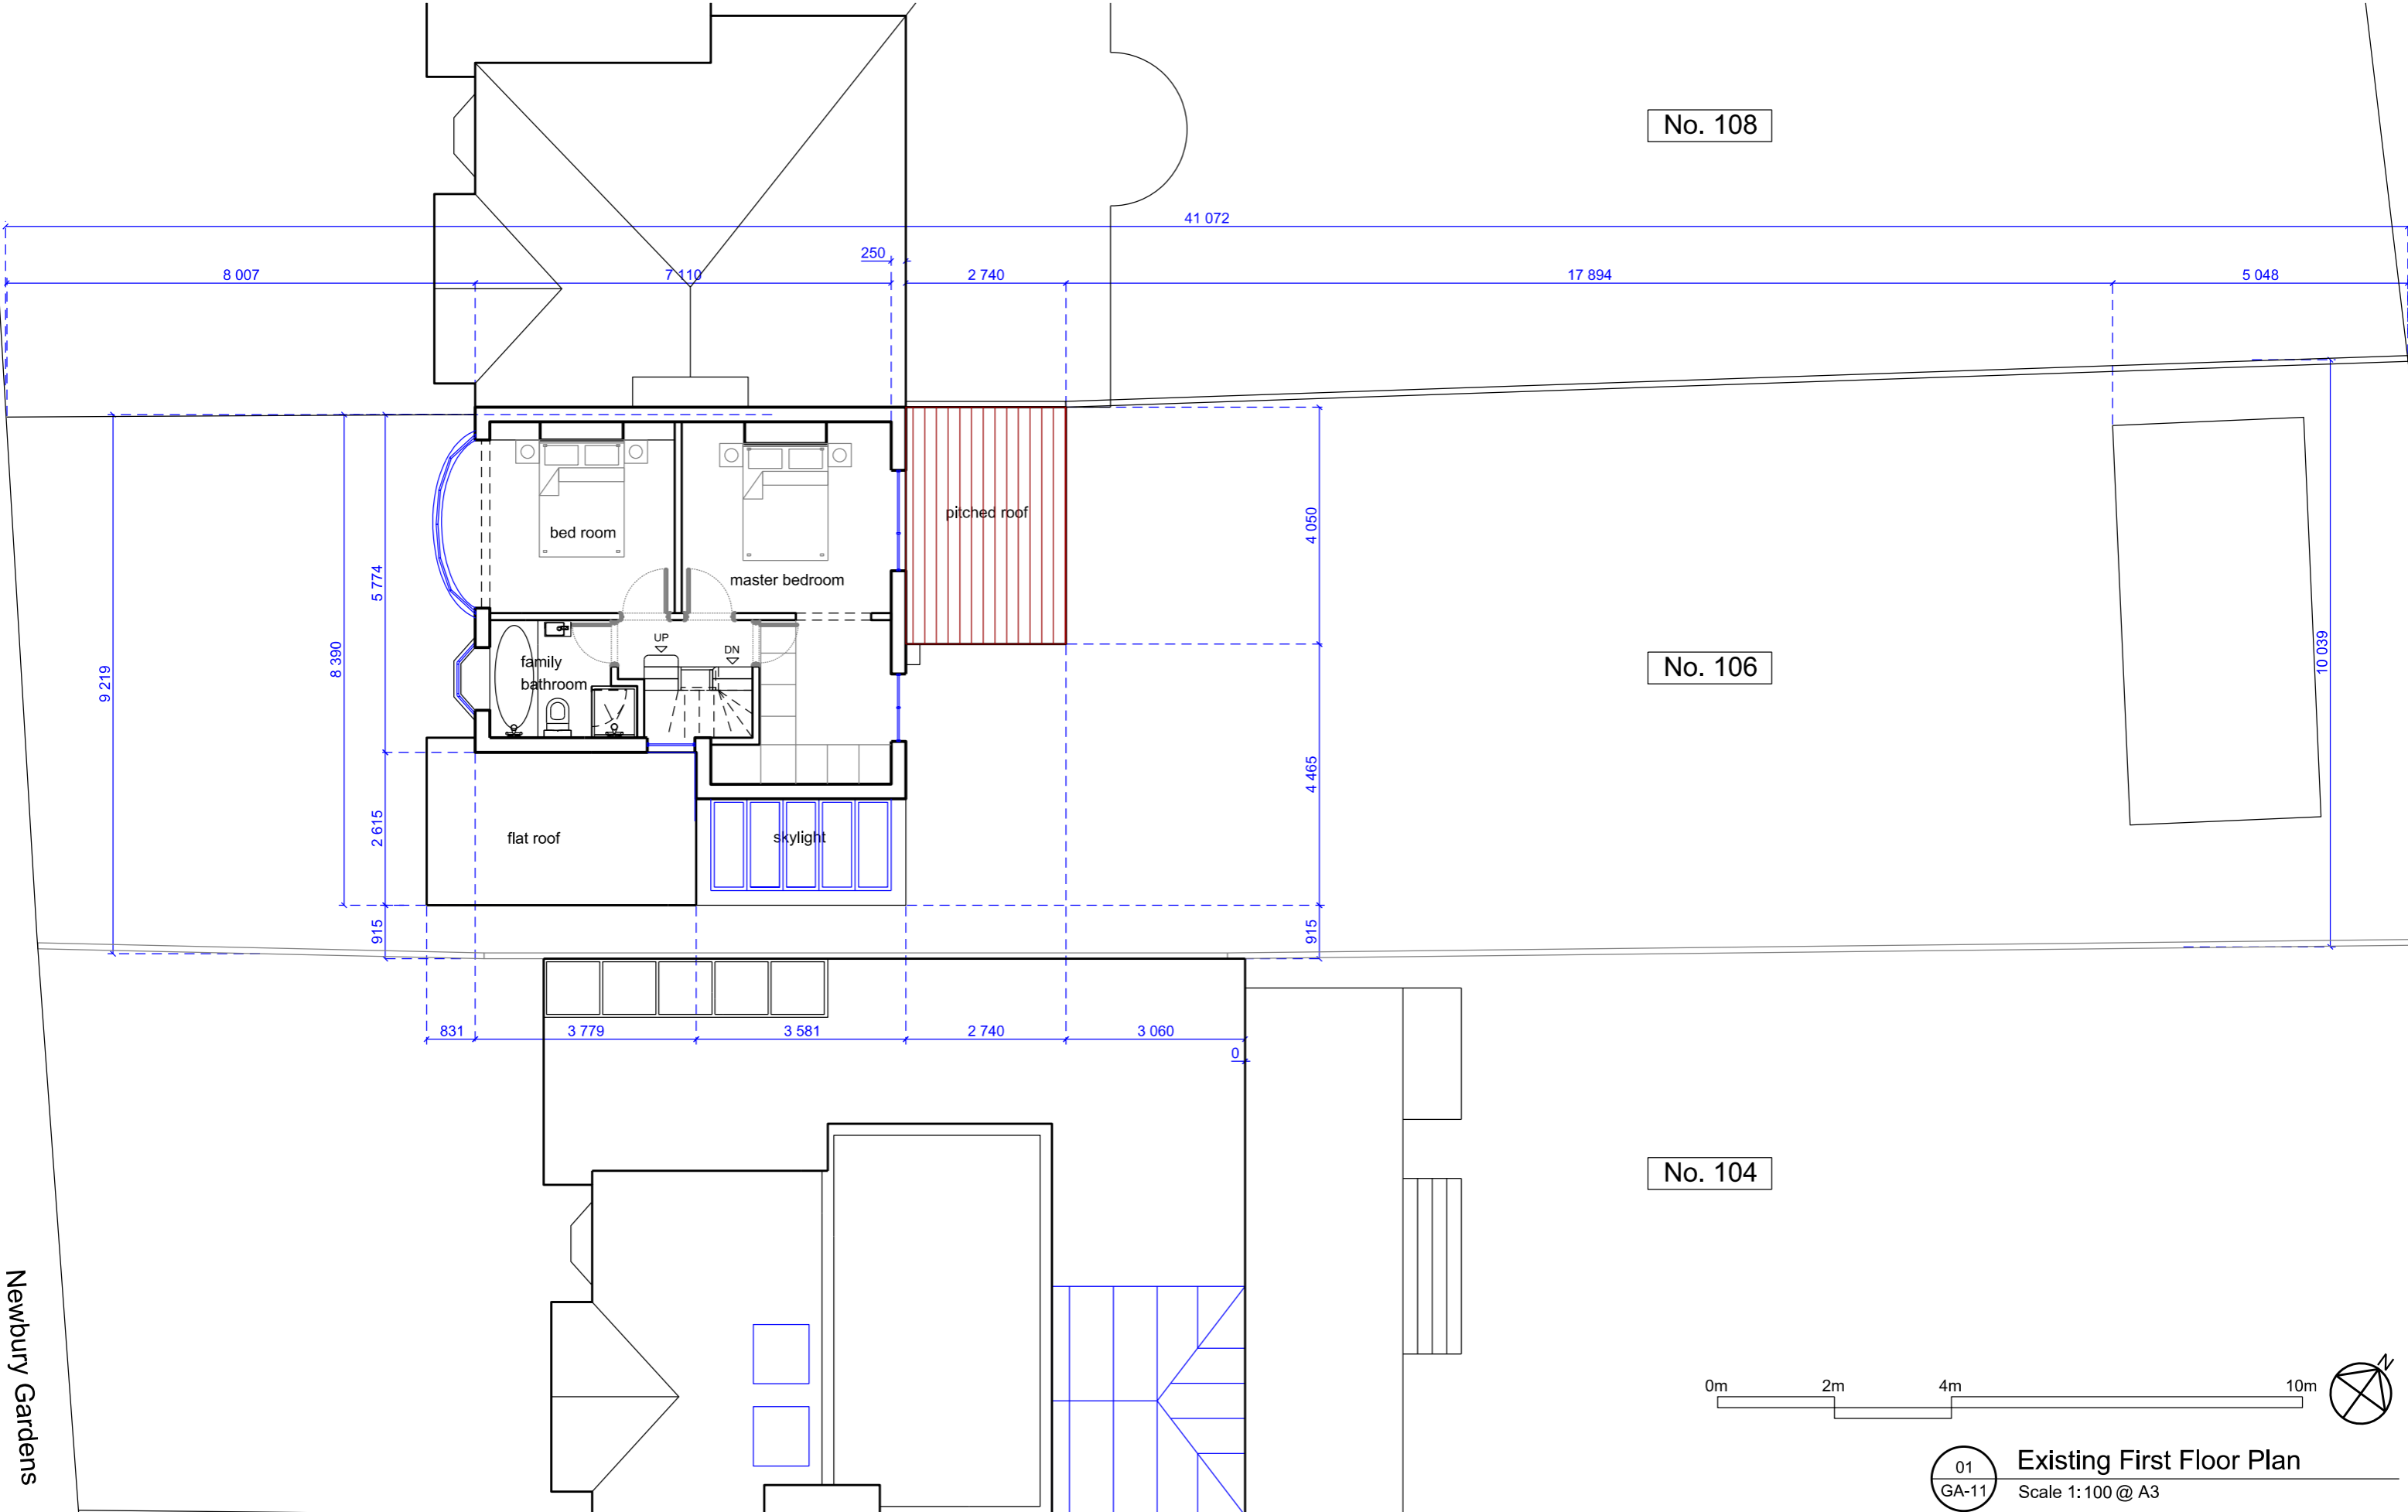 No. 108
41 072
250
8 007
7 110
2 740
17 894
5 048
bed room
master bedroom
pitched roof
4 050
5 774
UP
DN
family
bathroom
8 390
9 219
No. 106
10 039
4 465
2 615
flat roof
skylight
915
915
831
3 779
3 581
2 740
3 060
0
No. 104
Newbury Gardens
0m
2m
4m
10m
N
01
GA-11
Existing First Floor Plan
Scale 1:100 @ A3